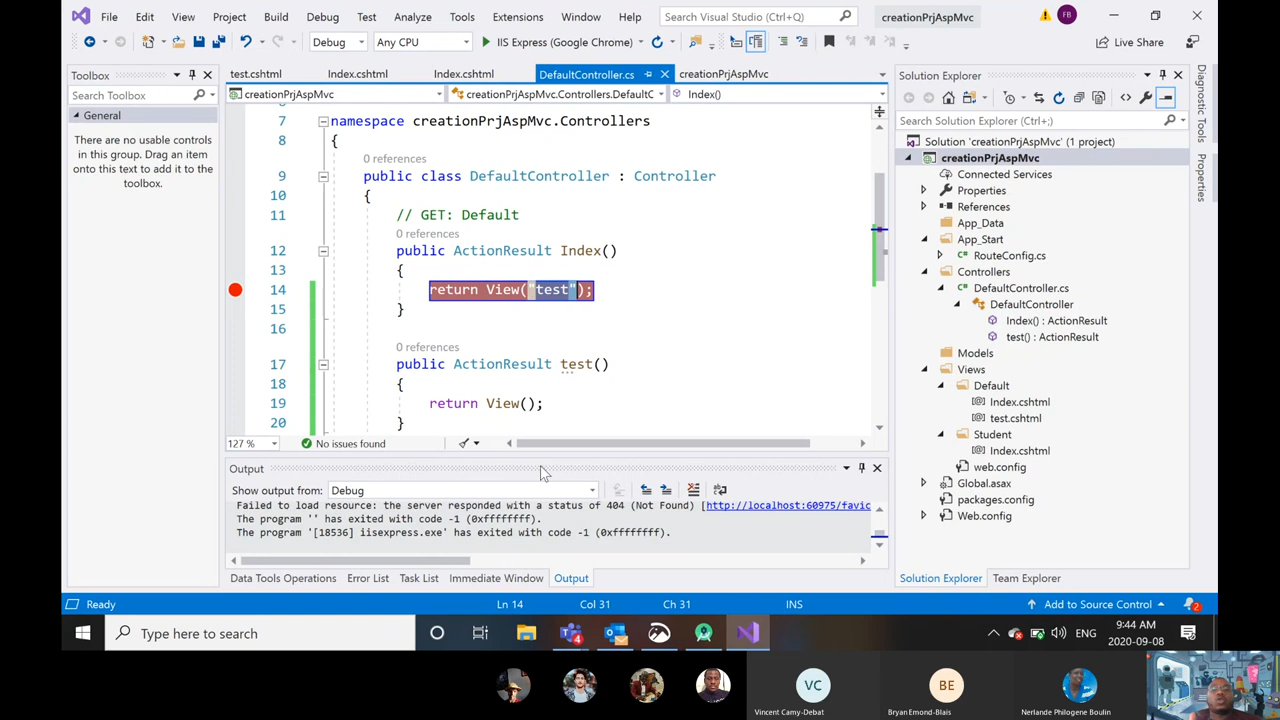 File Edit View Project Build Debug Test Analyze Tools Extensions Window Help Search Visual Studio (Ctrl+Q) creationPrjAspMvc FB
Debug Any CPU IIS Express (Google Chrome) Live Share
Toolbox
Search Toolbox
General
There are no usable controls
in this group. Drag an item
onto this text to add it to the
toolbox.
test.cshtml Index.cshtml Index.cshtml DefaultController.cs creationPrjAspMvc
creationPrjAspMvc creationPrjAspMvc.Controllers.DefaultC Index()
7 namespace creationPrjAspMvc.Controllers
8 {
0 references
9 public class DefaultController : Controller
10 {
11 // GET: Default
0 references
12 public ActionResult Index()
13 {
14 return View("test");
15 }
16
0 references
17 public ActionResult test()
18 {
19 return View();
20 }
127 % No issues found
Output
Show output from: Debug
Failed to load resource: the server responded with a status of 404 (Not Found) [http://localhost:60975/favic
The program '' has exited with code -1 (0xffffffff).
The program '[18536] iisexpress.exe' has exited with code -1 (0xffffffff).
Data Tools Operations Error List Task List Immediate Window Output
Solution Explorer
Search Solution Explorer (Ctrl+;)
Solution 'creationPrjAspMvc' (1 project)
creationPrjAspMvc
Connected Services
Properties
References
App_Data
App_Start
RouteConfig.cs
Controllers
DefaultController.cs
DefaultController
Index() : ActionResult
test() : ActionResult
Models
Views
Default
Index.cshtml
test.cshtml
Student
Index.cshtml
web.config
Global.asax
packages.config
Web.config
Solution Explorer Team Explorer
Diagnostic Tools
Properties
Ready Ln 14 Col 31 Ch 31 INS Add to Source Control 2
Type here to search 4 ENG 9:44 AM
2020-09-08
VC BE
Vincent Camy-Debat Bryan Emond-Blais Nerlande Philogene Boulin